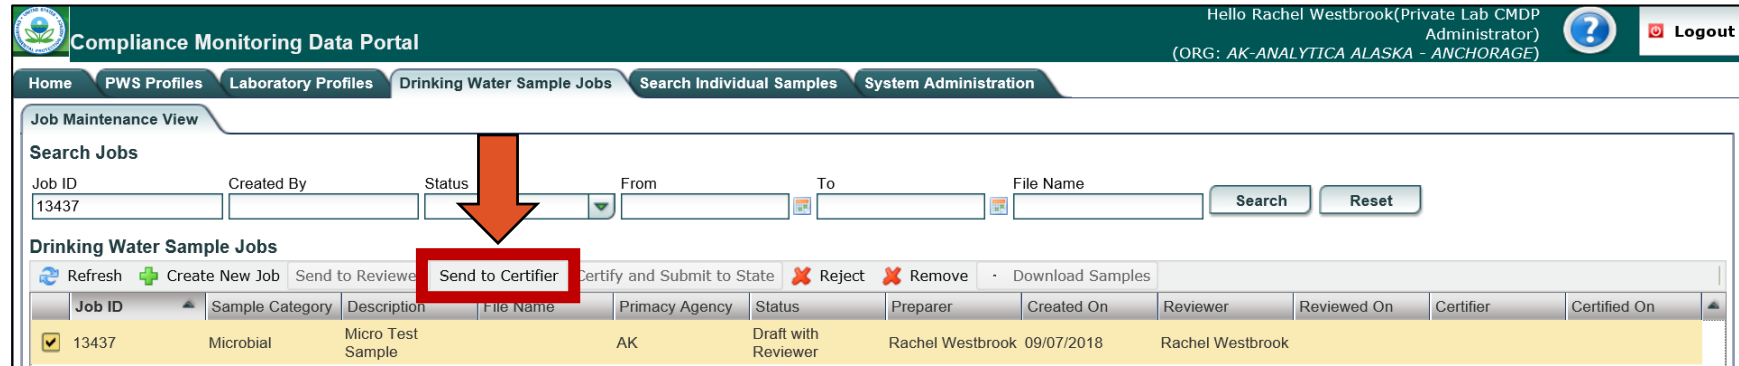 Hello Rachel Westbrook(Private Lab CMDP
Administrator)
(ORG: AK-ANALYTICA ALASKA - ANCHORAGE)
Logout
Compliance Monitoring Data Portal
Home PWS Profiles Laboratory Profiles Drinking Water Sample Jobs Search Individual Samples System Administration
Job Maintenance View
Search Jobs
Job ID Created By Status From To File Name
13437 Search Reset
Drinking Water Sample Jobs
Refresh Create New Job Send to Reviewe Send to Certifier Certify and Submit to State Reject Remove Download Samples
Job ID Sample Category Description File Name Primacy Agency Status Preparer Created On Reviewer Reviewed On Certifier Certified On
13437 Microbial Micro Test Sample AK Draft with Reviewer Rachel Westbrook 09/07/2018 Rachel Westbrook